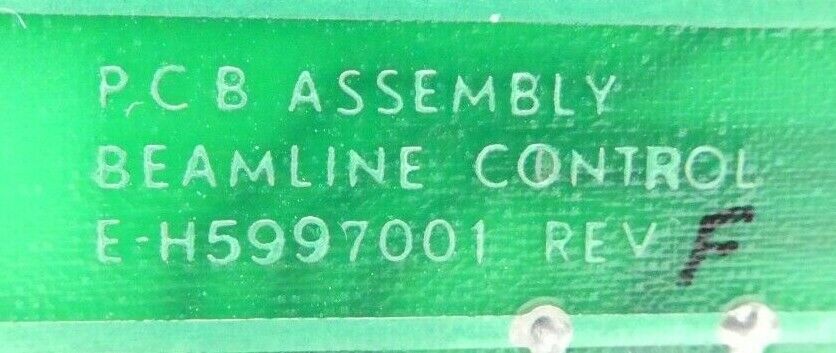 P.C B ASSEMBLY
BEAMLINE CONTROL
E-H5997001 REV F